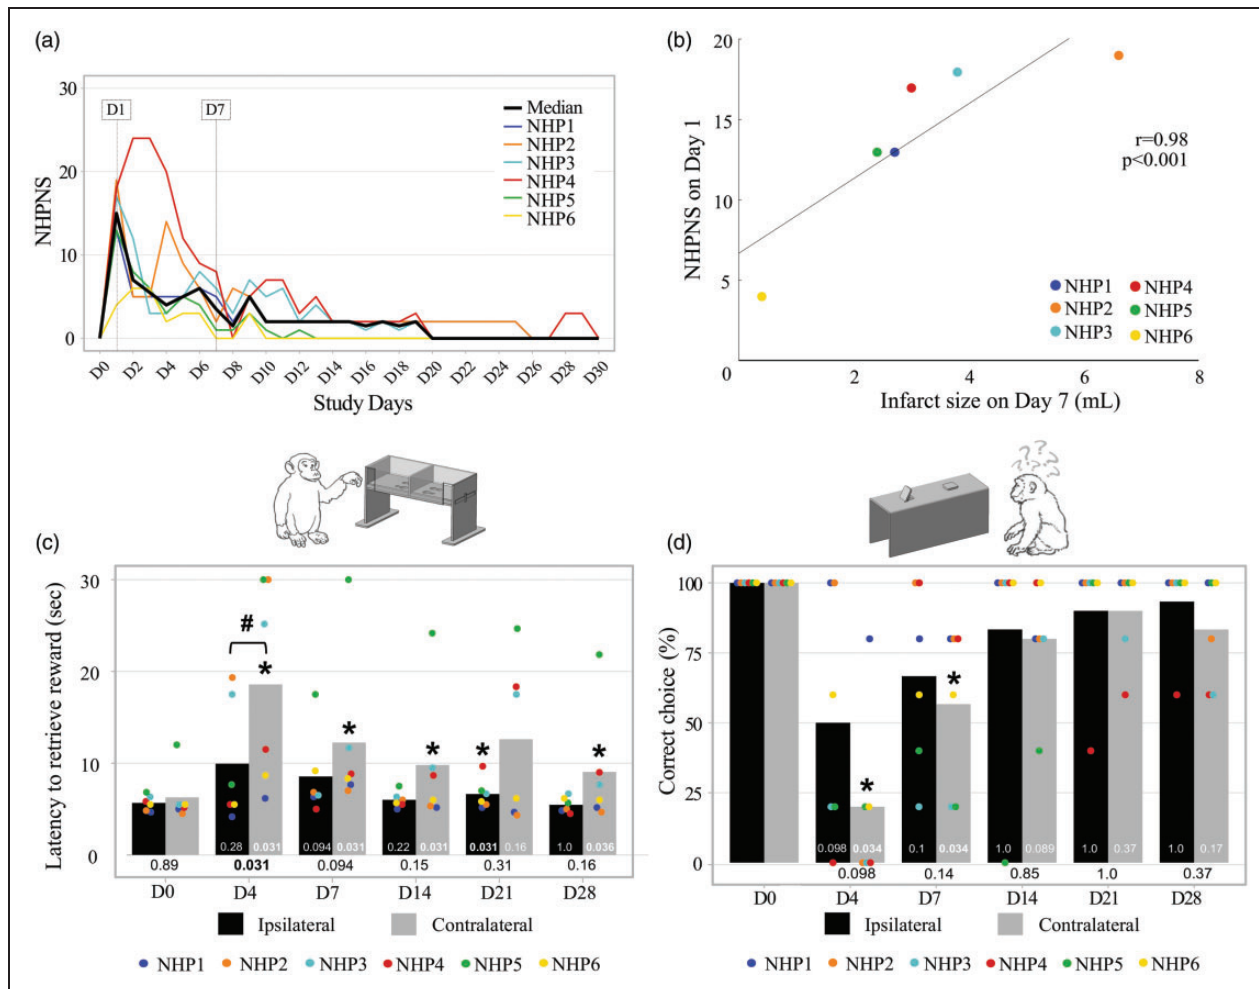 (a)
30
20
10
0
NHPNS
D1
D7
Median
NHP1
NHP2
NHP3
NHP4
NHP5
NHP6
D0 D2 D4 D6 D8 D10 D12 D14 D16 D18 D20 D22 D24 D26 D28 D30
Study Days
(b)
20
15
10
5
NHPNS on Day 1
r=0.98
p<0.001
NHP1 NHP4
NHP2 NHP5
NHP3 NHP6
0 2 4 6 8
Infarct size on Day 7 (mL)
(c)
30
20
10
0
Latency to retrieve reward (sec)
#
* * * * *
0.28 0.031 0.094 0.031 0.22 0.031 0.031 0.16 1.0 0.036
0.89 0.031 0.094 0.15 0.31 0.16
D0 D4 D7 D14 D21 D28
Ipsilateral Contralateral
NHP1 NHP2 NHP3 NHP4 NHP5 NHP6
(d)
? ? ? ? ? ?
100
75
50
25
0
Correct choice (%)
* *
0.098 0.034 0.1 0.034 1.0 0.089 1.0 0.37 1.0 0.17
0.098 0.14 0.85 1.0 0.37
D0 D4 D7 D14 D21 D28
Ipsilateral Contralateral
NHP1 NHP2 NHP3 NHP4 NHP5 NHP6